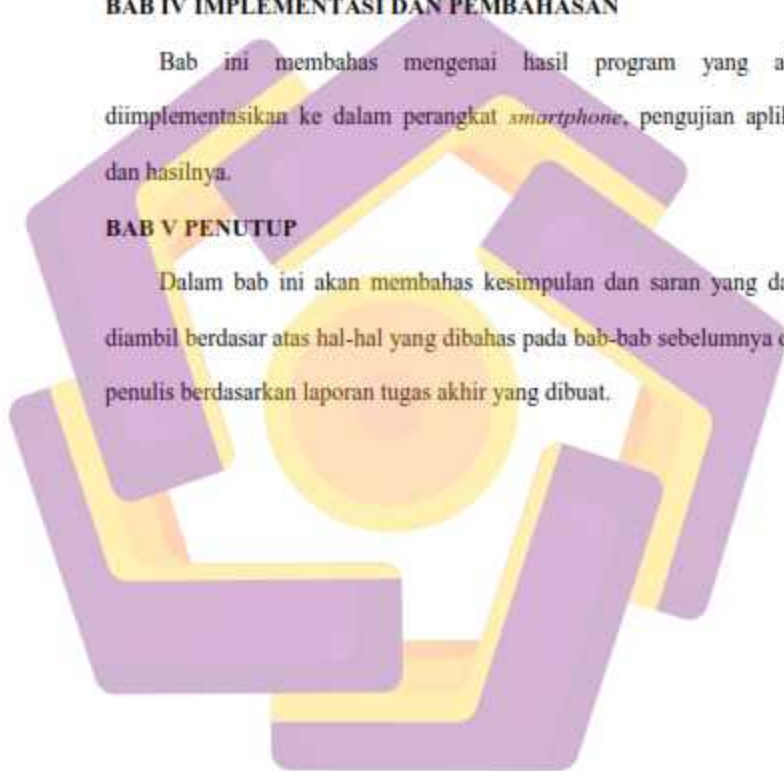 BAB IV IMPLEMENTASI DAN PEMBAHASAN
Bab ini membahas mengenai hasil program yang
diimplementasikan ke dalam perangkat smartphone, pengujian
dan hasilnya.
BAB V PENUTUP
Dalam bab ini akan membahas kesimpulan dan saran yang
diambil berdasar atas hal-hal yang dibahas pada bab-bab sebelumnya
penulis berdasarkan laporan tugas akhir yang dibuat.